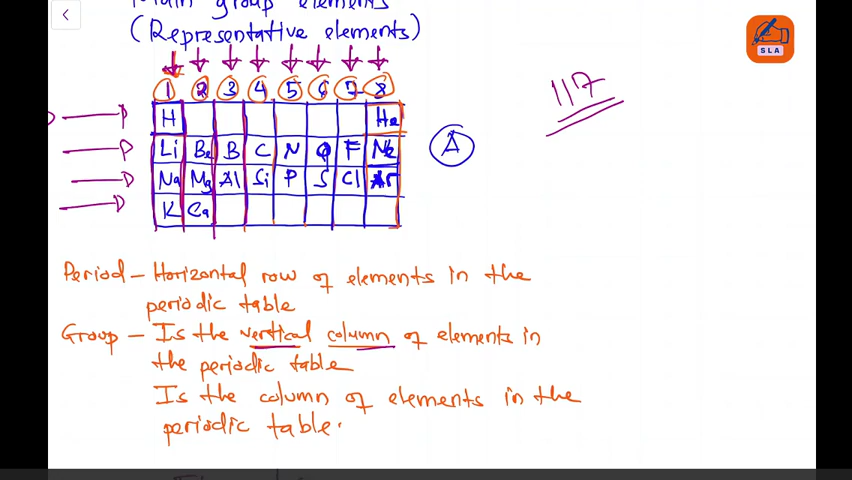 Main group elements
(Representative elements)
1 2 3 4 5 6 7 8
H He
Li Be B C N O F Ne
Na Mg Al Si P S Cl Ar
K Ca
A
117
SLA
Period - Horizontal row of elements in the
periodic table
Group - Is the vertical column of elements in
the periodic table
Is the column of elements in the
periodic table.